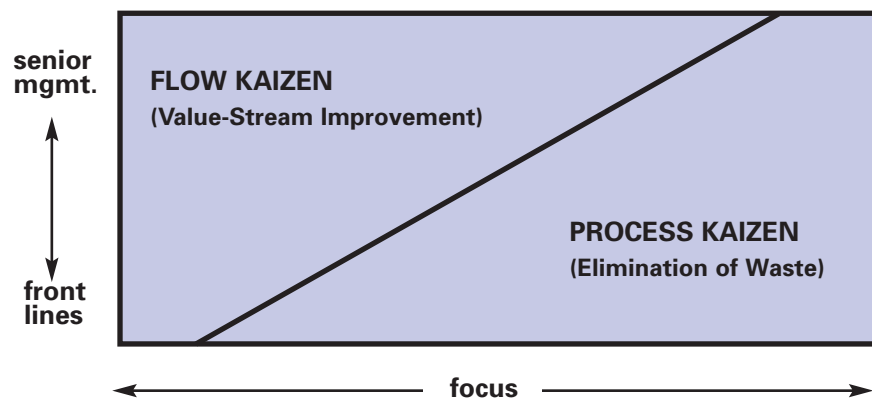 senior
mgmt.
FLOW KAIZEN
(Value-Stream Improvement)
PROCESS KAIZEN
(Elimination of Waste)
front
lines
focus